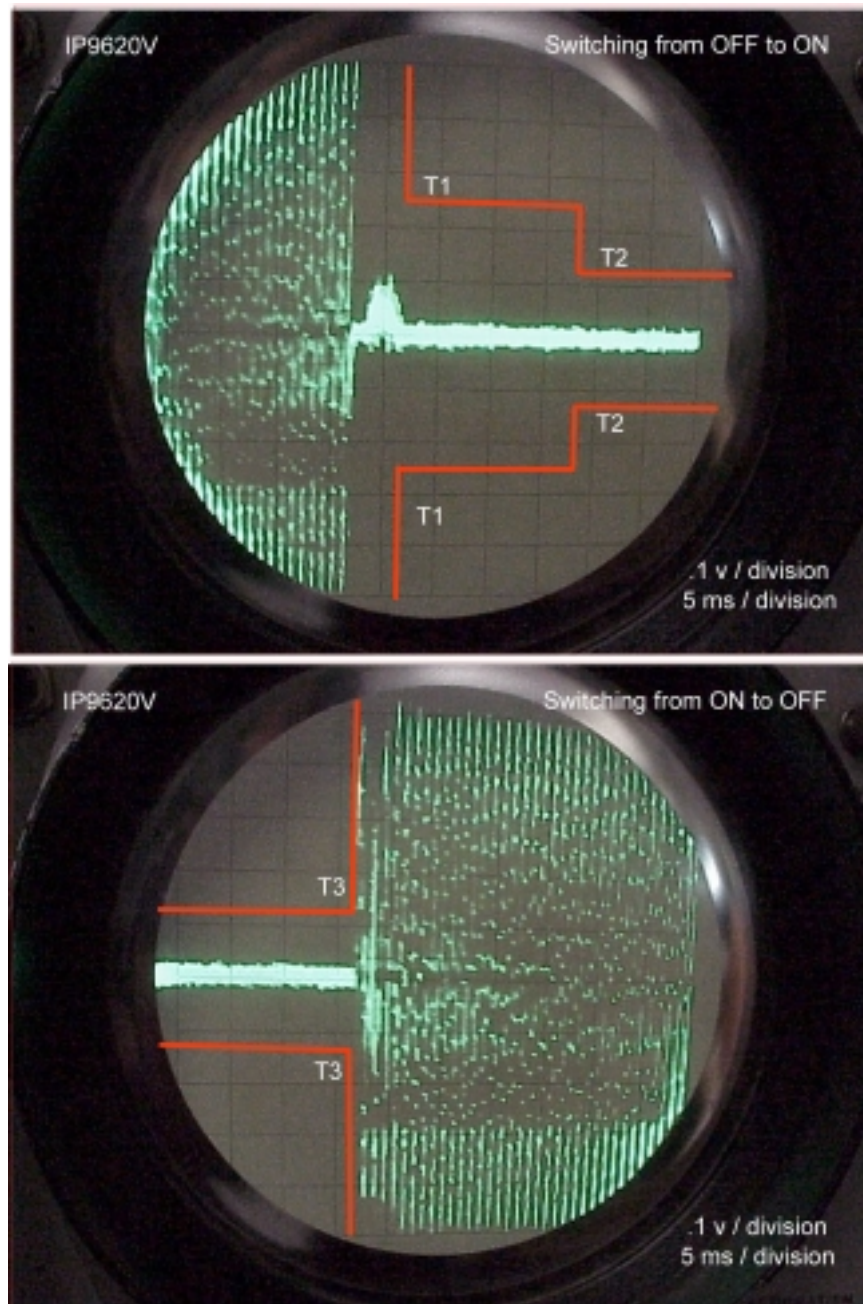 IP9620V
Switching from OFF to ON
T1
T2
T2
T1
.1 v / division
5 ms / division
IP9620V
Switching from ON to OFF
T3
T3
.1 v / division
5 ms / division